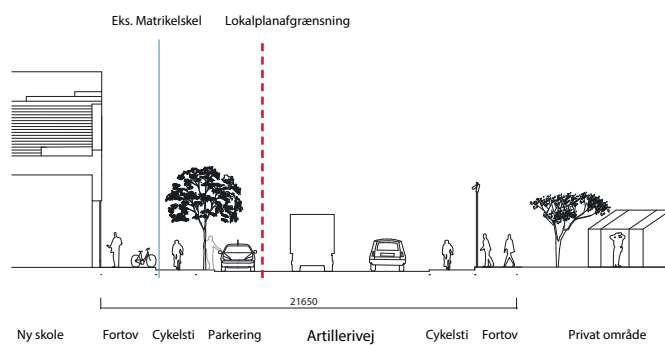 Eks. Matrikelskel Lokalplanafgrænsning
21650
Ny skole Fortov Cykelsti Parkering Artillerivej Cykelsti Fortov Privat område